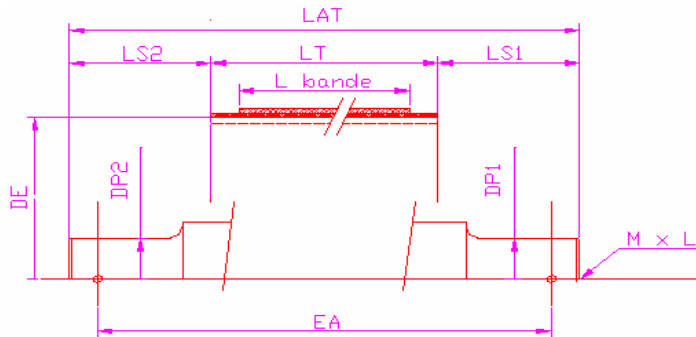 LAT
LS2 LT LS1
L bande
DE DP2 DP1
M x L
EA